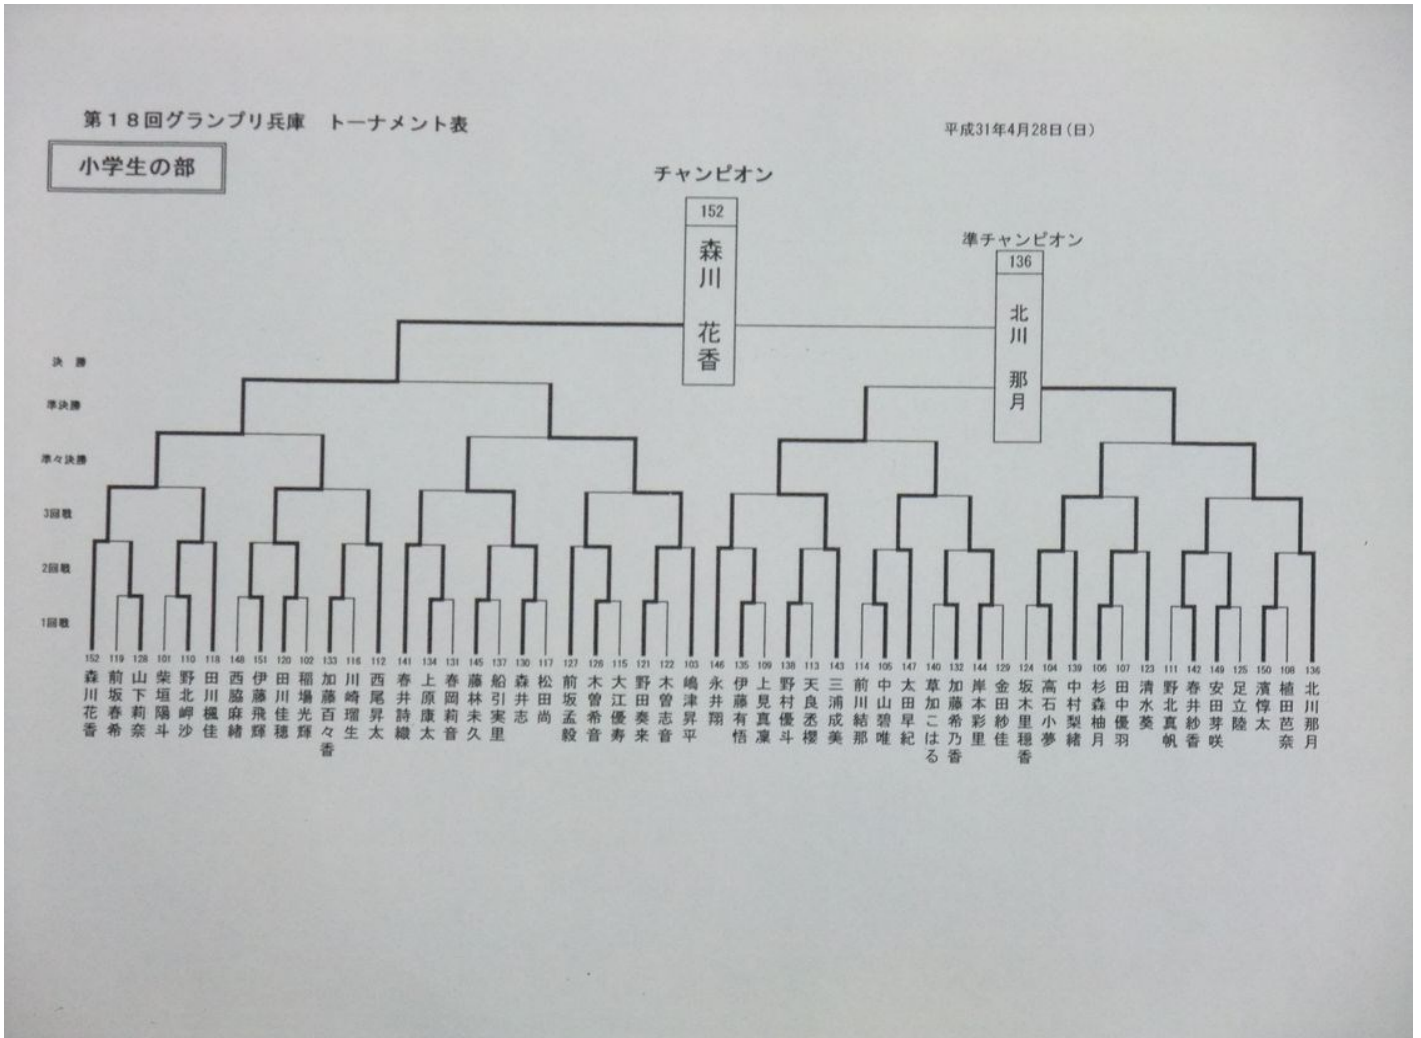 第18回グランプリ兵庫 トーナメント表
平成31年4月28日(日)
小学生の部
チャンピオン
152
森川 花香
準チャンピオン
136
北川 那月
決 勝
準決勝
準々決勝
3回戦
2回戦
1回戦
152 森川花香
119 前坂春希
128 山下莉奈
101 柴垣陽斗
110 野北岬沙
118 田川楓佳
148 西脇麻緒
151 伊藤飛輝
120 田川佳穂
102 稲場光輝
133 加藤百々香
116 川崎瑠生
112 西尾昇太
141 春井詩織
134 上原康太
131 春岡莉音
145 藤林未久
137 船引実里
130 森井志
117 松田尚
127 前坂孟毅
126 木曽希音
115 大江優寿
121 野田奏来
122 木曽志音
103 嶋津昇平
146 永井翔
135 伊藤有悟
109 上見真凜
138 野村優斗
113 天良丞櫻
143 三浦成美
114 前川結那
105 中山碧唯
147 太田早紀
140 草加こはる
132 加藤希乃香
144 岸本彩里
129 金田紗佳
124 坂木里穏香
104 高石小夢
139 中村梨緒
106 杉森柚月
107 田中優羽
123 清水葵
111 野北真帆
142 春井紗香
149 安田芽咲
125 足立陸
150 濱惇太
108 植田芭奈
136 北川那月